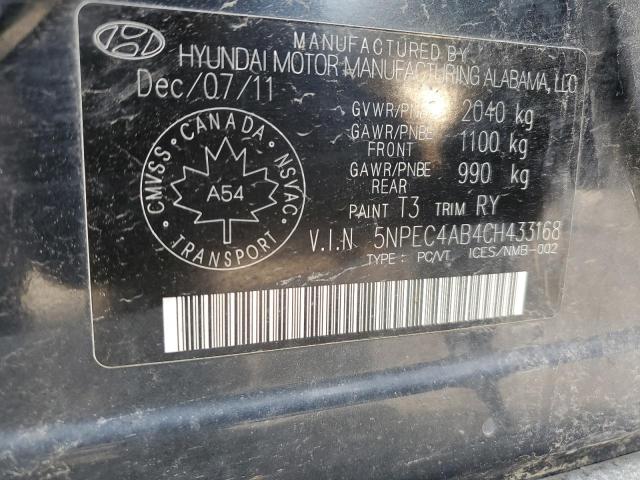 MANUFACTURED BY
HYUNDAI MOTOR MANUFACTURING ALABAMA, LLC
Dec/07/11
GVWR/PNBV 2040 kg
GAWR/PNBE FRONT 1100 kg
GAWR/PNBE REAR 990 kg
PAINT T3 TRIM RY
V.I.N 5NPEC4AB4CH433168
TYPE : PC/VT ICES/NMB-002
CANADA
CMVSS
NSVAC
A54
TRANSPORT